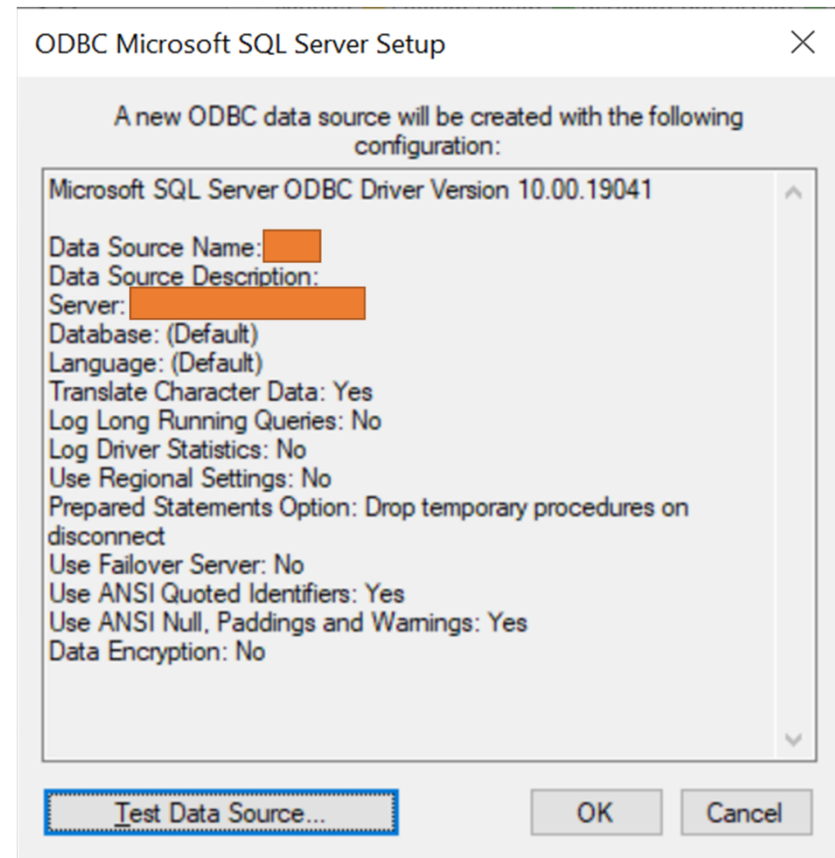 ODBC Microsoft SQL Server Setup
A new ODBC data source will be created with the following
configuration:
Microsoft SQL Server ODBC Driver Version 10.00.19041
Data Source Name:
Data Source Description:
Server:
Database: (Default)
Language: (Default)
Translate Character Data: Yes
Log Long Running Queries: No
Log Driver Statistics: No
Use Regional Settings: No
Prepared Statements Option: Drop temporary procedures on
disconnect
Use Failover Server: No
Use ANSI Quoted Identifiers: Yes
Use ANSI Null, Paddings and Warnings: Yes
Data Encryption: No
Test Data Source... OK Cancel